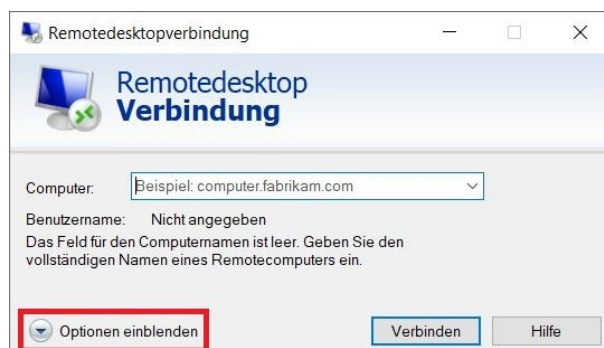 Remotedesktopverbindung
Remotedesktop
Verbindung
Computer: Beispiel: computer.fabrikam.com
Benutzername: Nicht angegeben
Das Feld für den Computernamen ist leer. Geben Sie den
vollständigen Namen eines Remotecomputers ein.
Optionen einblenden Verbinden Hilfe